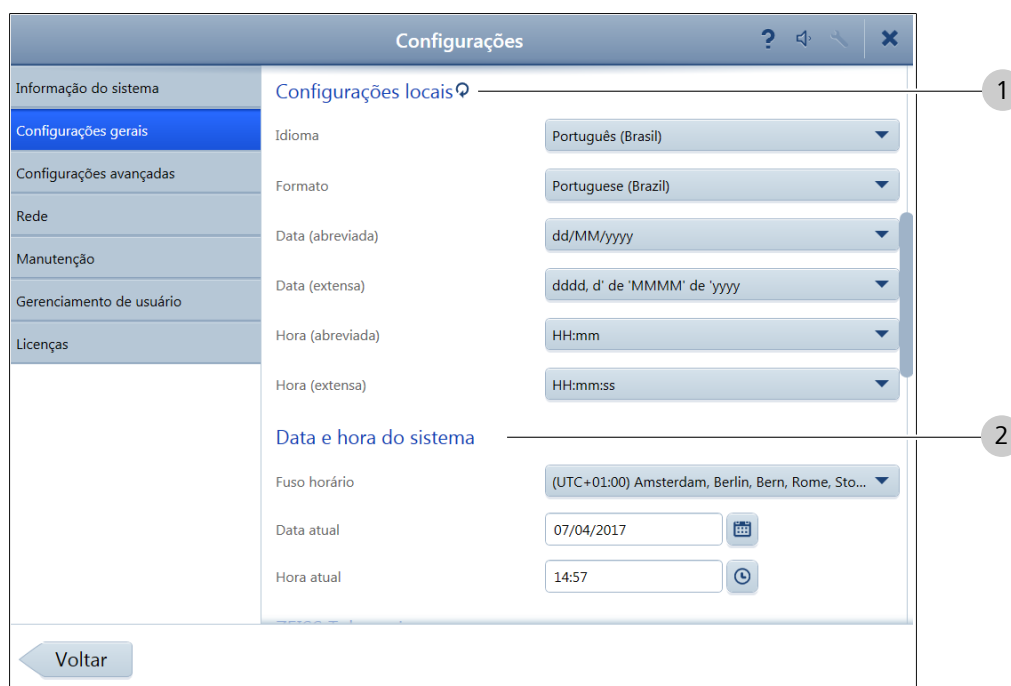 Configurações
?
Informação do sistema
Configurações gerais
Configurações avançadas
Rede
Manutenção
Gerenciamento de usuário
Licenças
Configurações locais
1
Idioma
Português (Brasil)
Formato
Portuguese (Brazil)
Data (abreviada)
dd/MM/yyyy
Data (extensa)
dddd, d' de 'MMMM' de 'yyyy
Hora (abreviada)
HH:mm
Hora (extensa)
HH:mm:ss
Data e hora do sistema
2
Fuso horário
(UTC+01:00) Amsterdam, Berlin, Bern, Rome, Sto...
Data atual
07/04/2017
Hora atual
14:57
Voltar